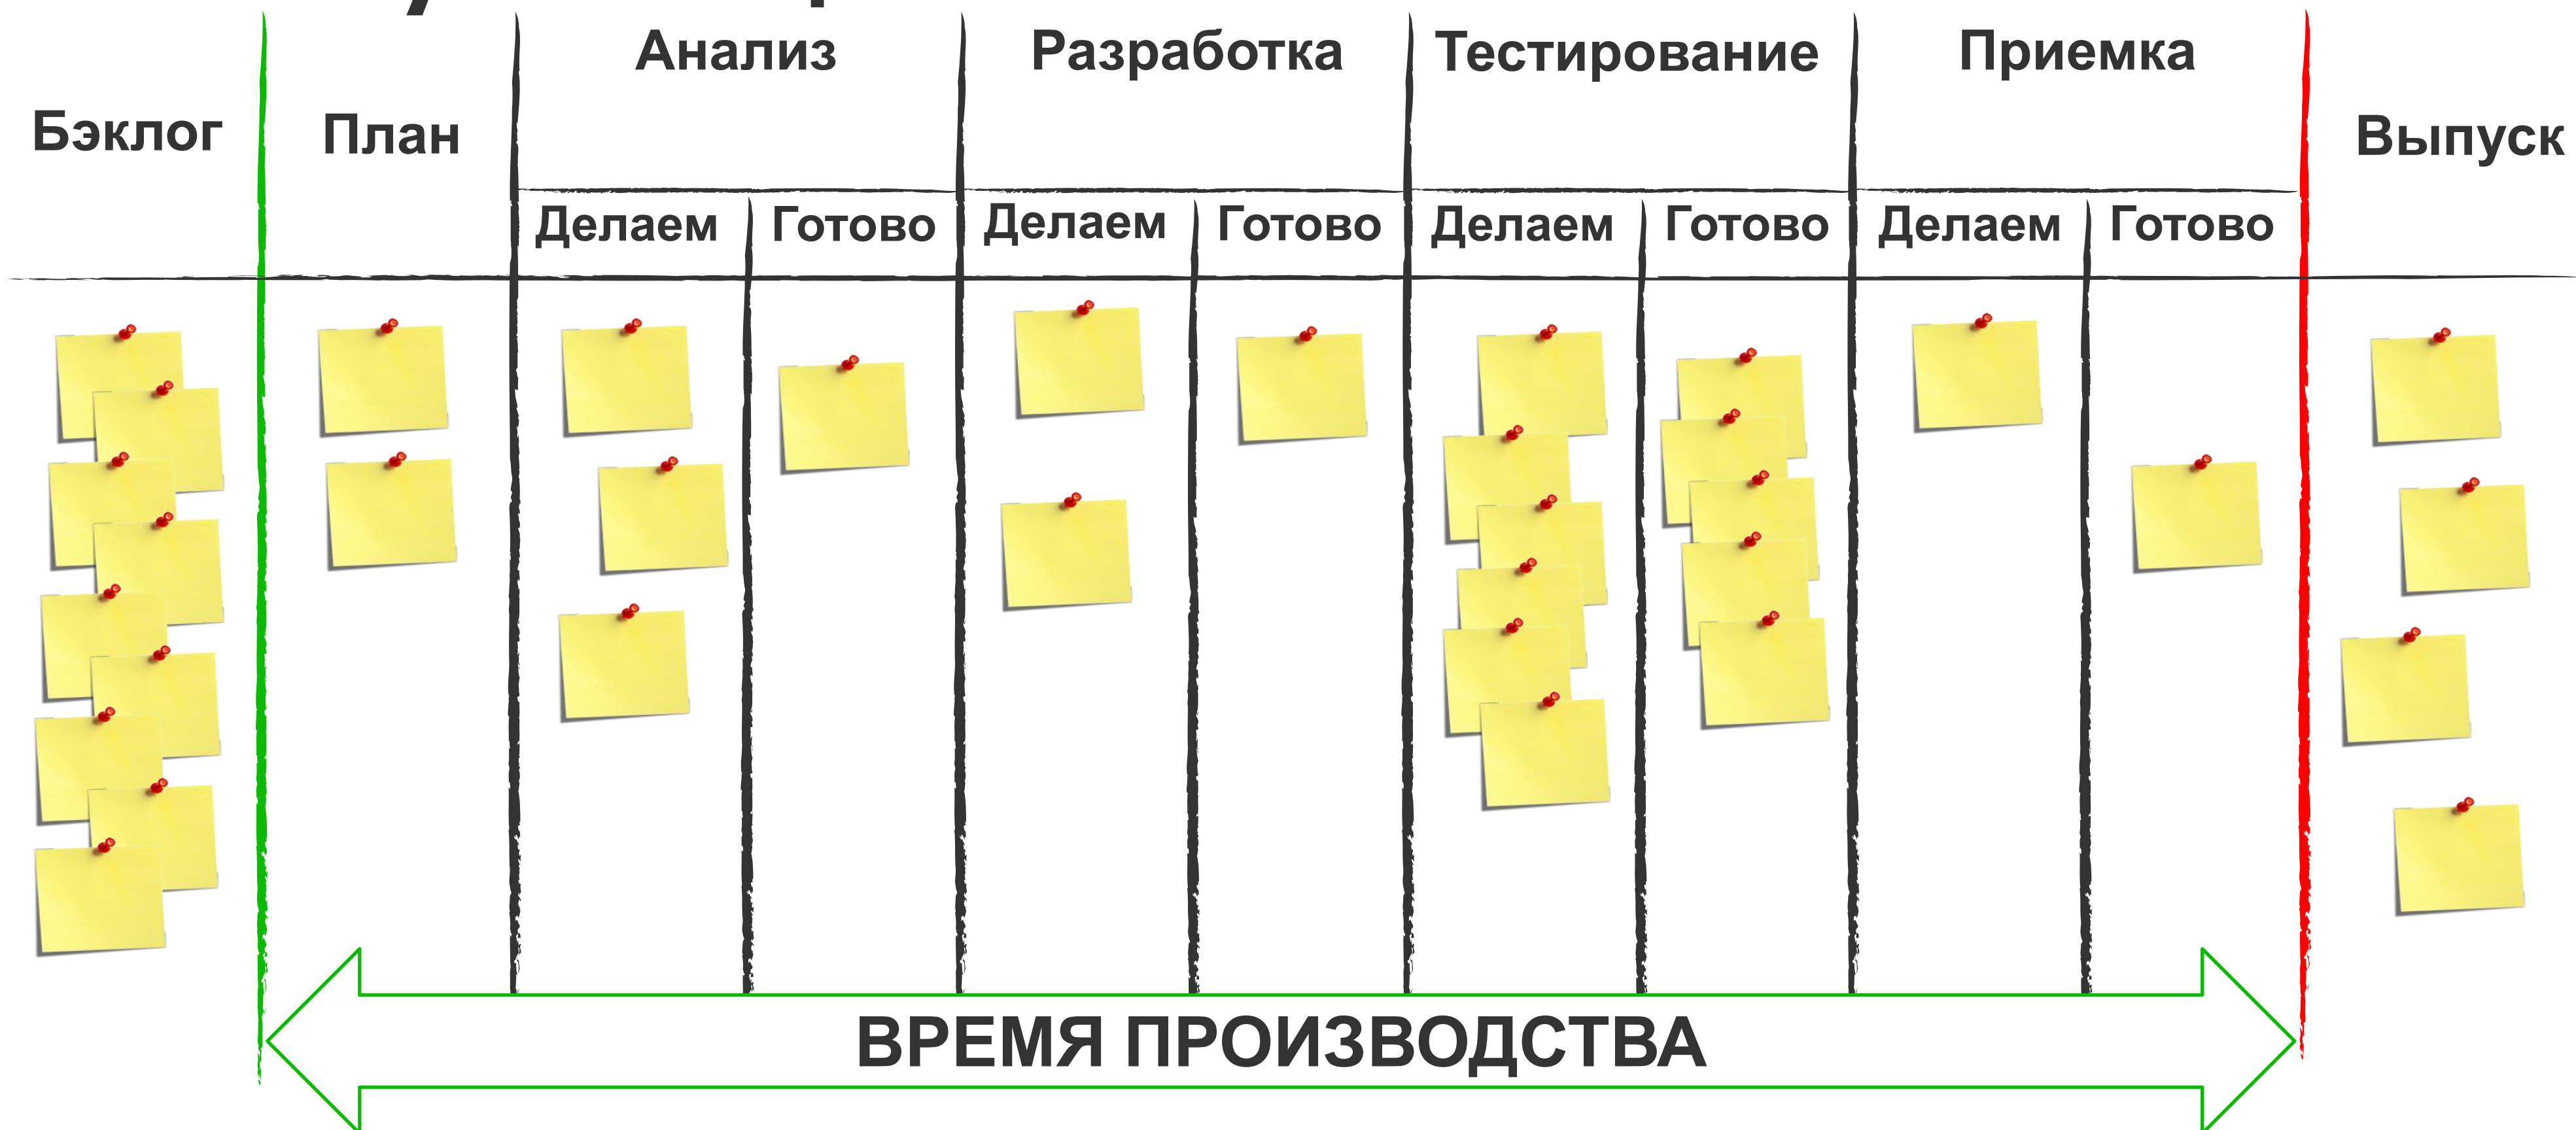 Анализ Разработка Тестирование Приемка
Бэклог План Выпуск
Делаем Готово Делаем Готово Делаем Готово Делаем Готово
ВРЕМЯ ПРОИЗВОДСТВА